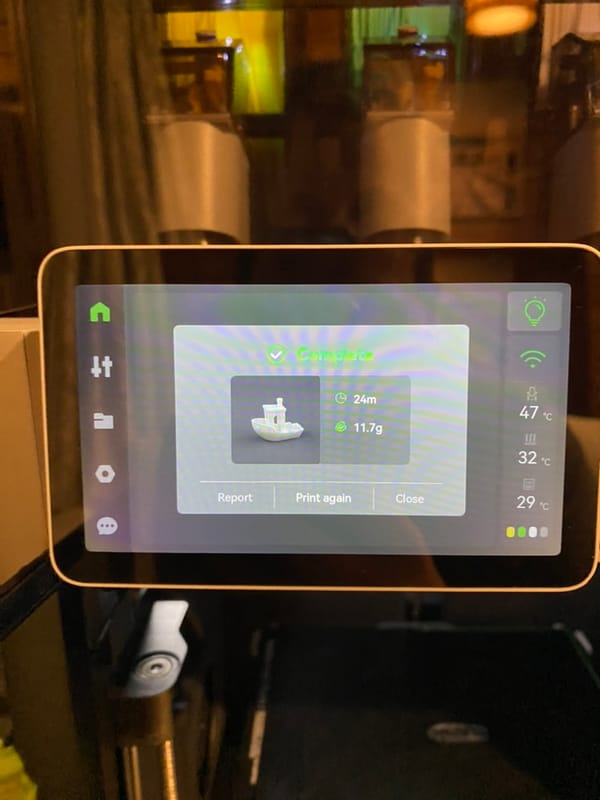 Complete
24m
11.7g
Report
Print again
Close
47 °C
32 °C
29 °C